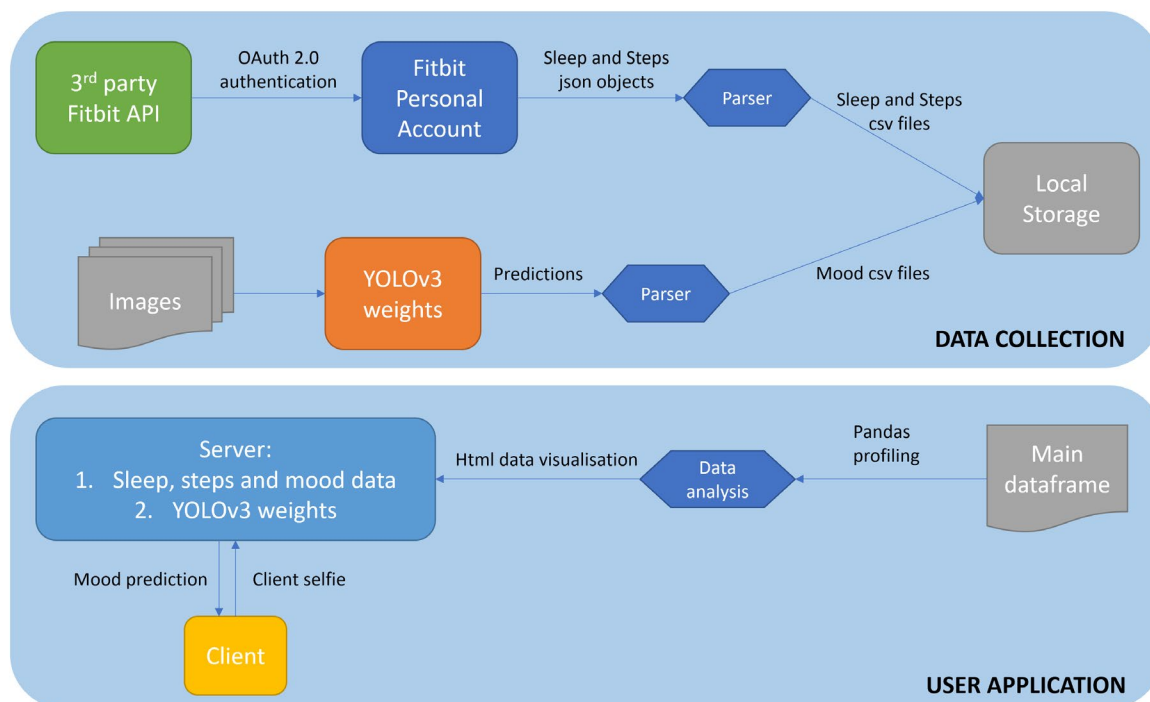 3rd party
Fitbit API
OAuth 2.0
authentication
Fitbit
Personal
Account
Sleep and Steps
json objects
Parser
Sleep and Steps
csv files
Local
Storage
Images
YOLOv3
weights
Predictions
Parser
Mood csv files
DATA COLLECTION
Server:
1. Sleep, steps and mood data
2. YOLOv3 weights
Html data visualisation
Data
analysis
Pandas
profiling
Main
dataframe
Mood prediction
Client selfie
Client
USER APPLICATION